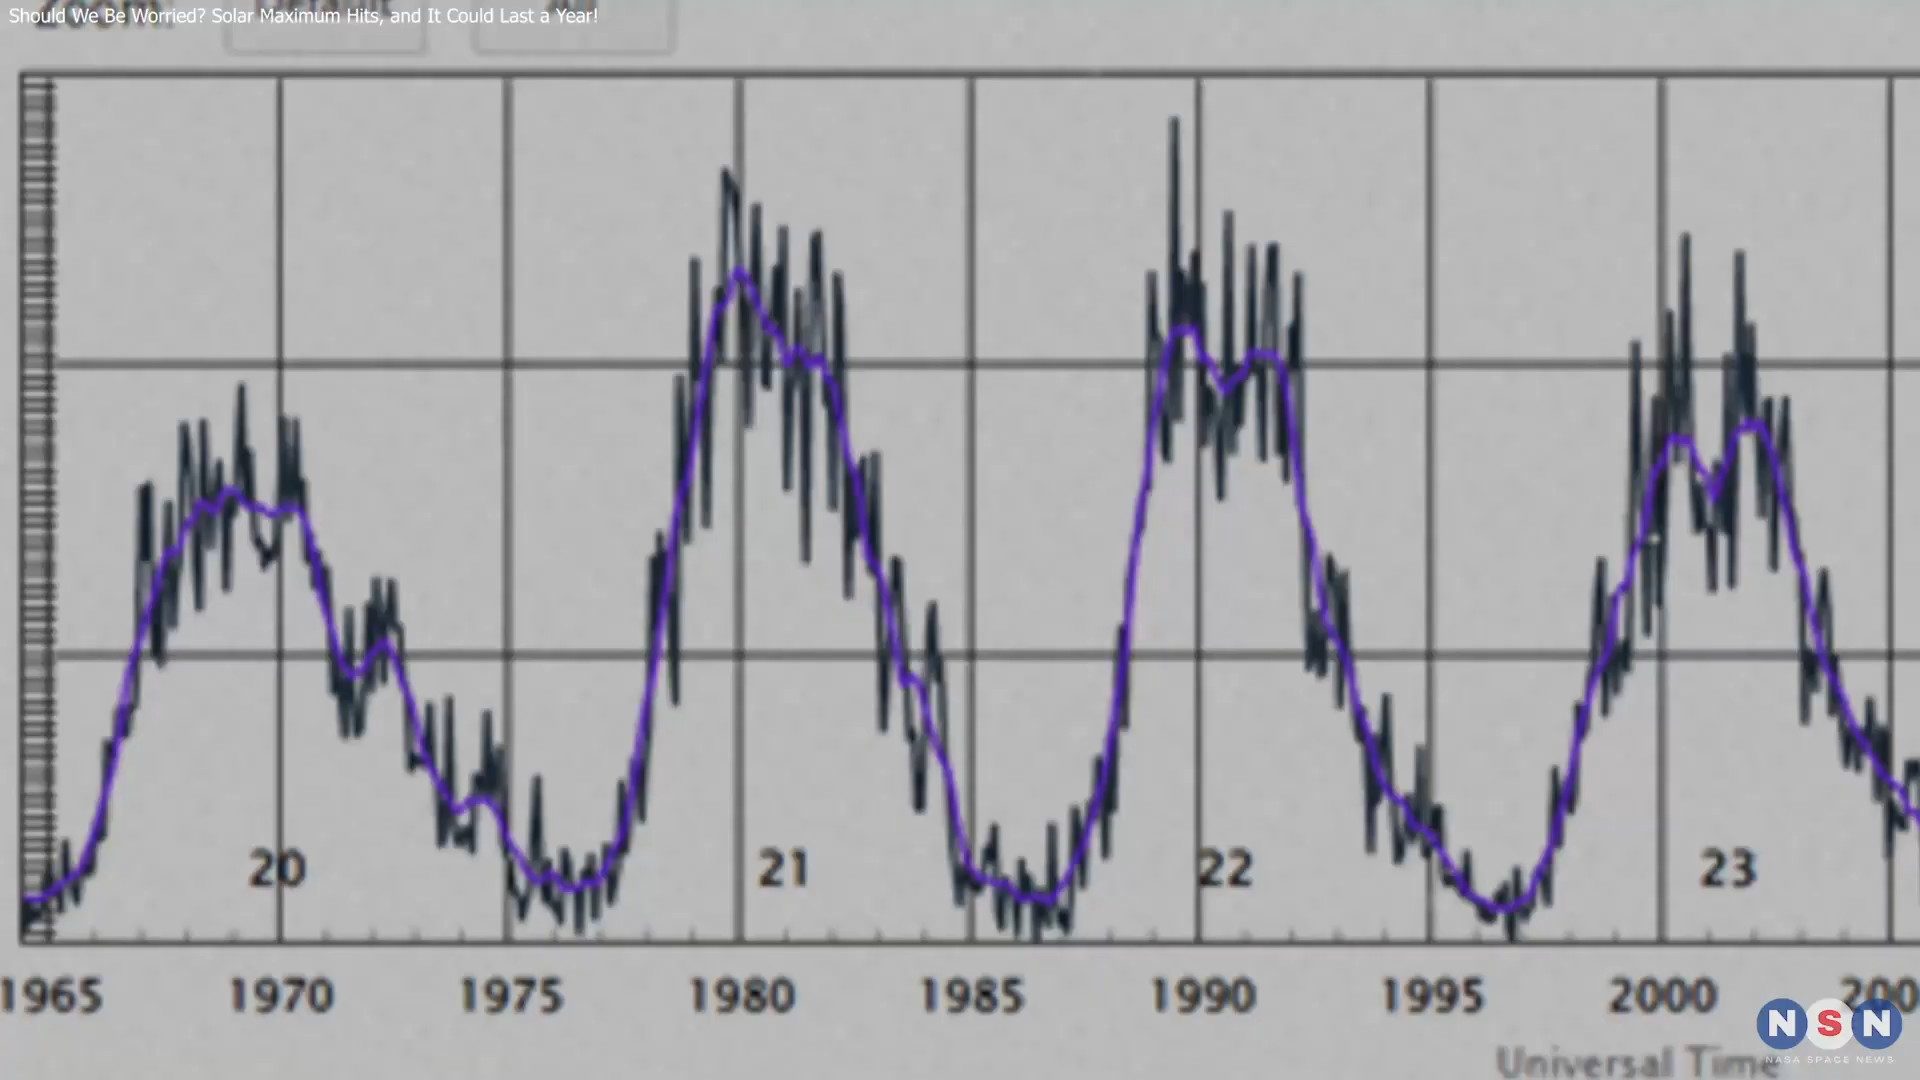 Should We Be Worried? Solar Maximum Hits, and It Could Last a Year!
20 21 22 23
1965 1970 1975 1980 1985 1990 1995 2000
NSN
NASA SPACE NEWS
Universal Time